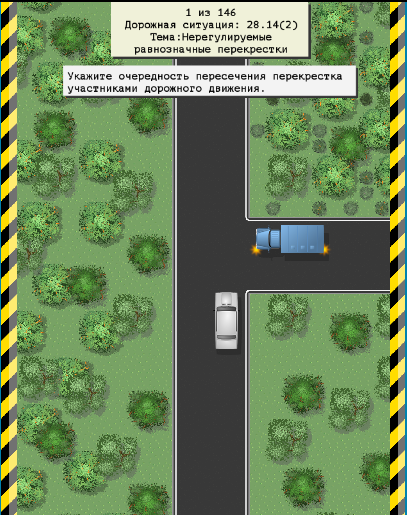 1 из 146
Дорожная ситуация: 28.14(2)
Тема:Нерегулируемые
равнозначные перекрестки
Укажите очередность пересечения перекрестка
участниками дорожного движения.